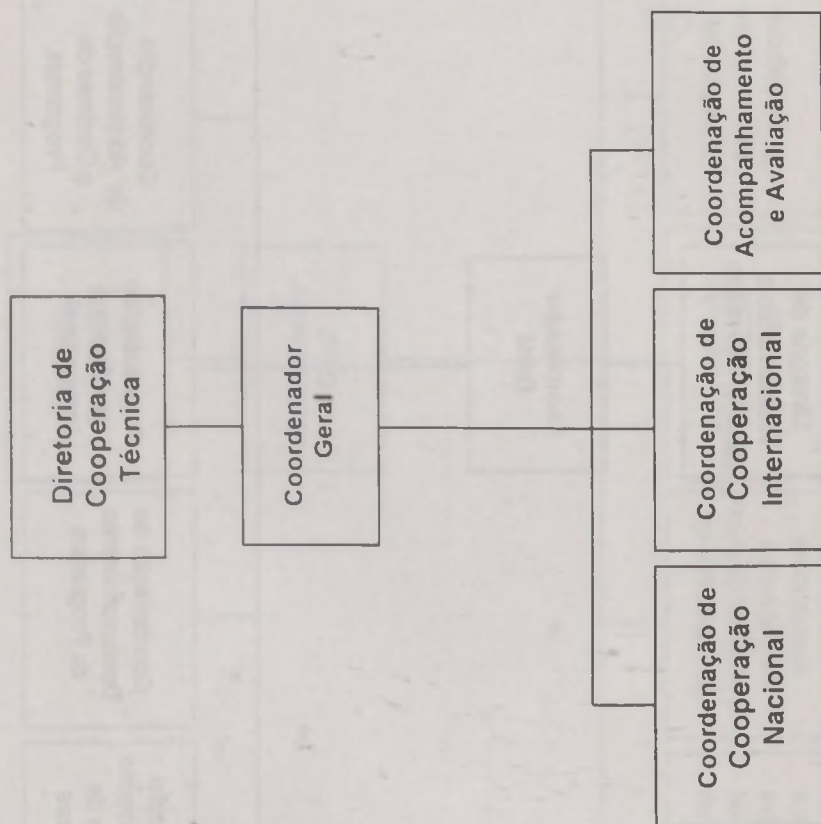 Diretoria de
Cooperação
Técnica
Coordenador
Geral
Coordenação de
Cooperação
Nacional
Coordenação de
Cooperação
Internacional
Coordenação de
Acompanhamento
e Avaliação